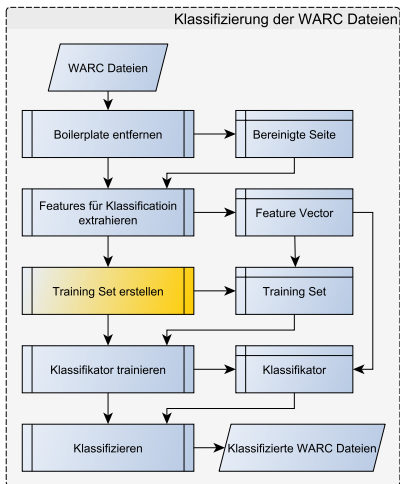 Klassifizierung der WARC Dateien
WARC Dateien
Boilerplate entfernen
Bereinigte Seite
Features für Klassificatioin
extrahieren
Feature Vector
Training Set erstellen
Training Set
Klassifikator trainieren
Klassifikator
Klassifizieren
Klassifizierte WARC Dateien